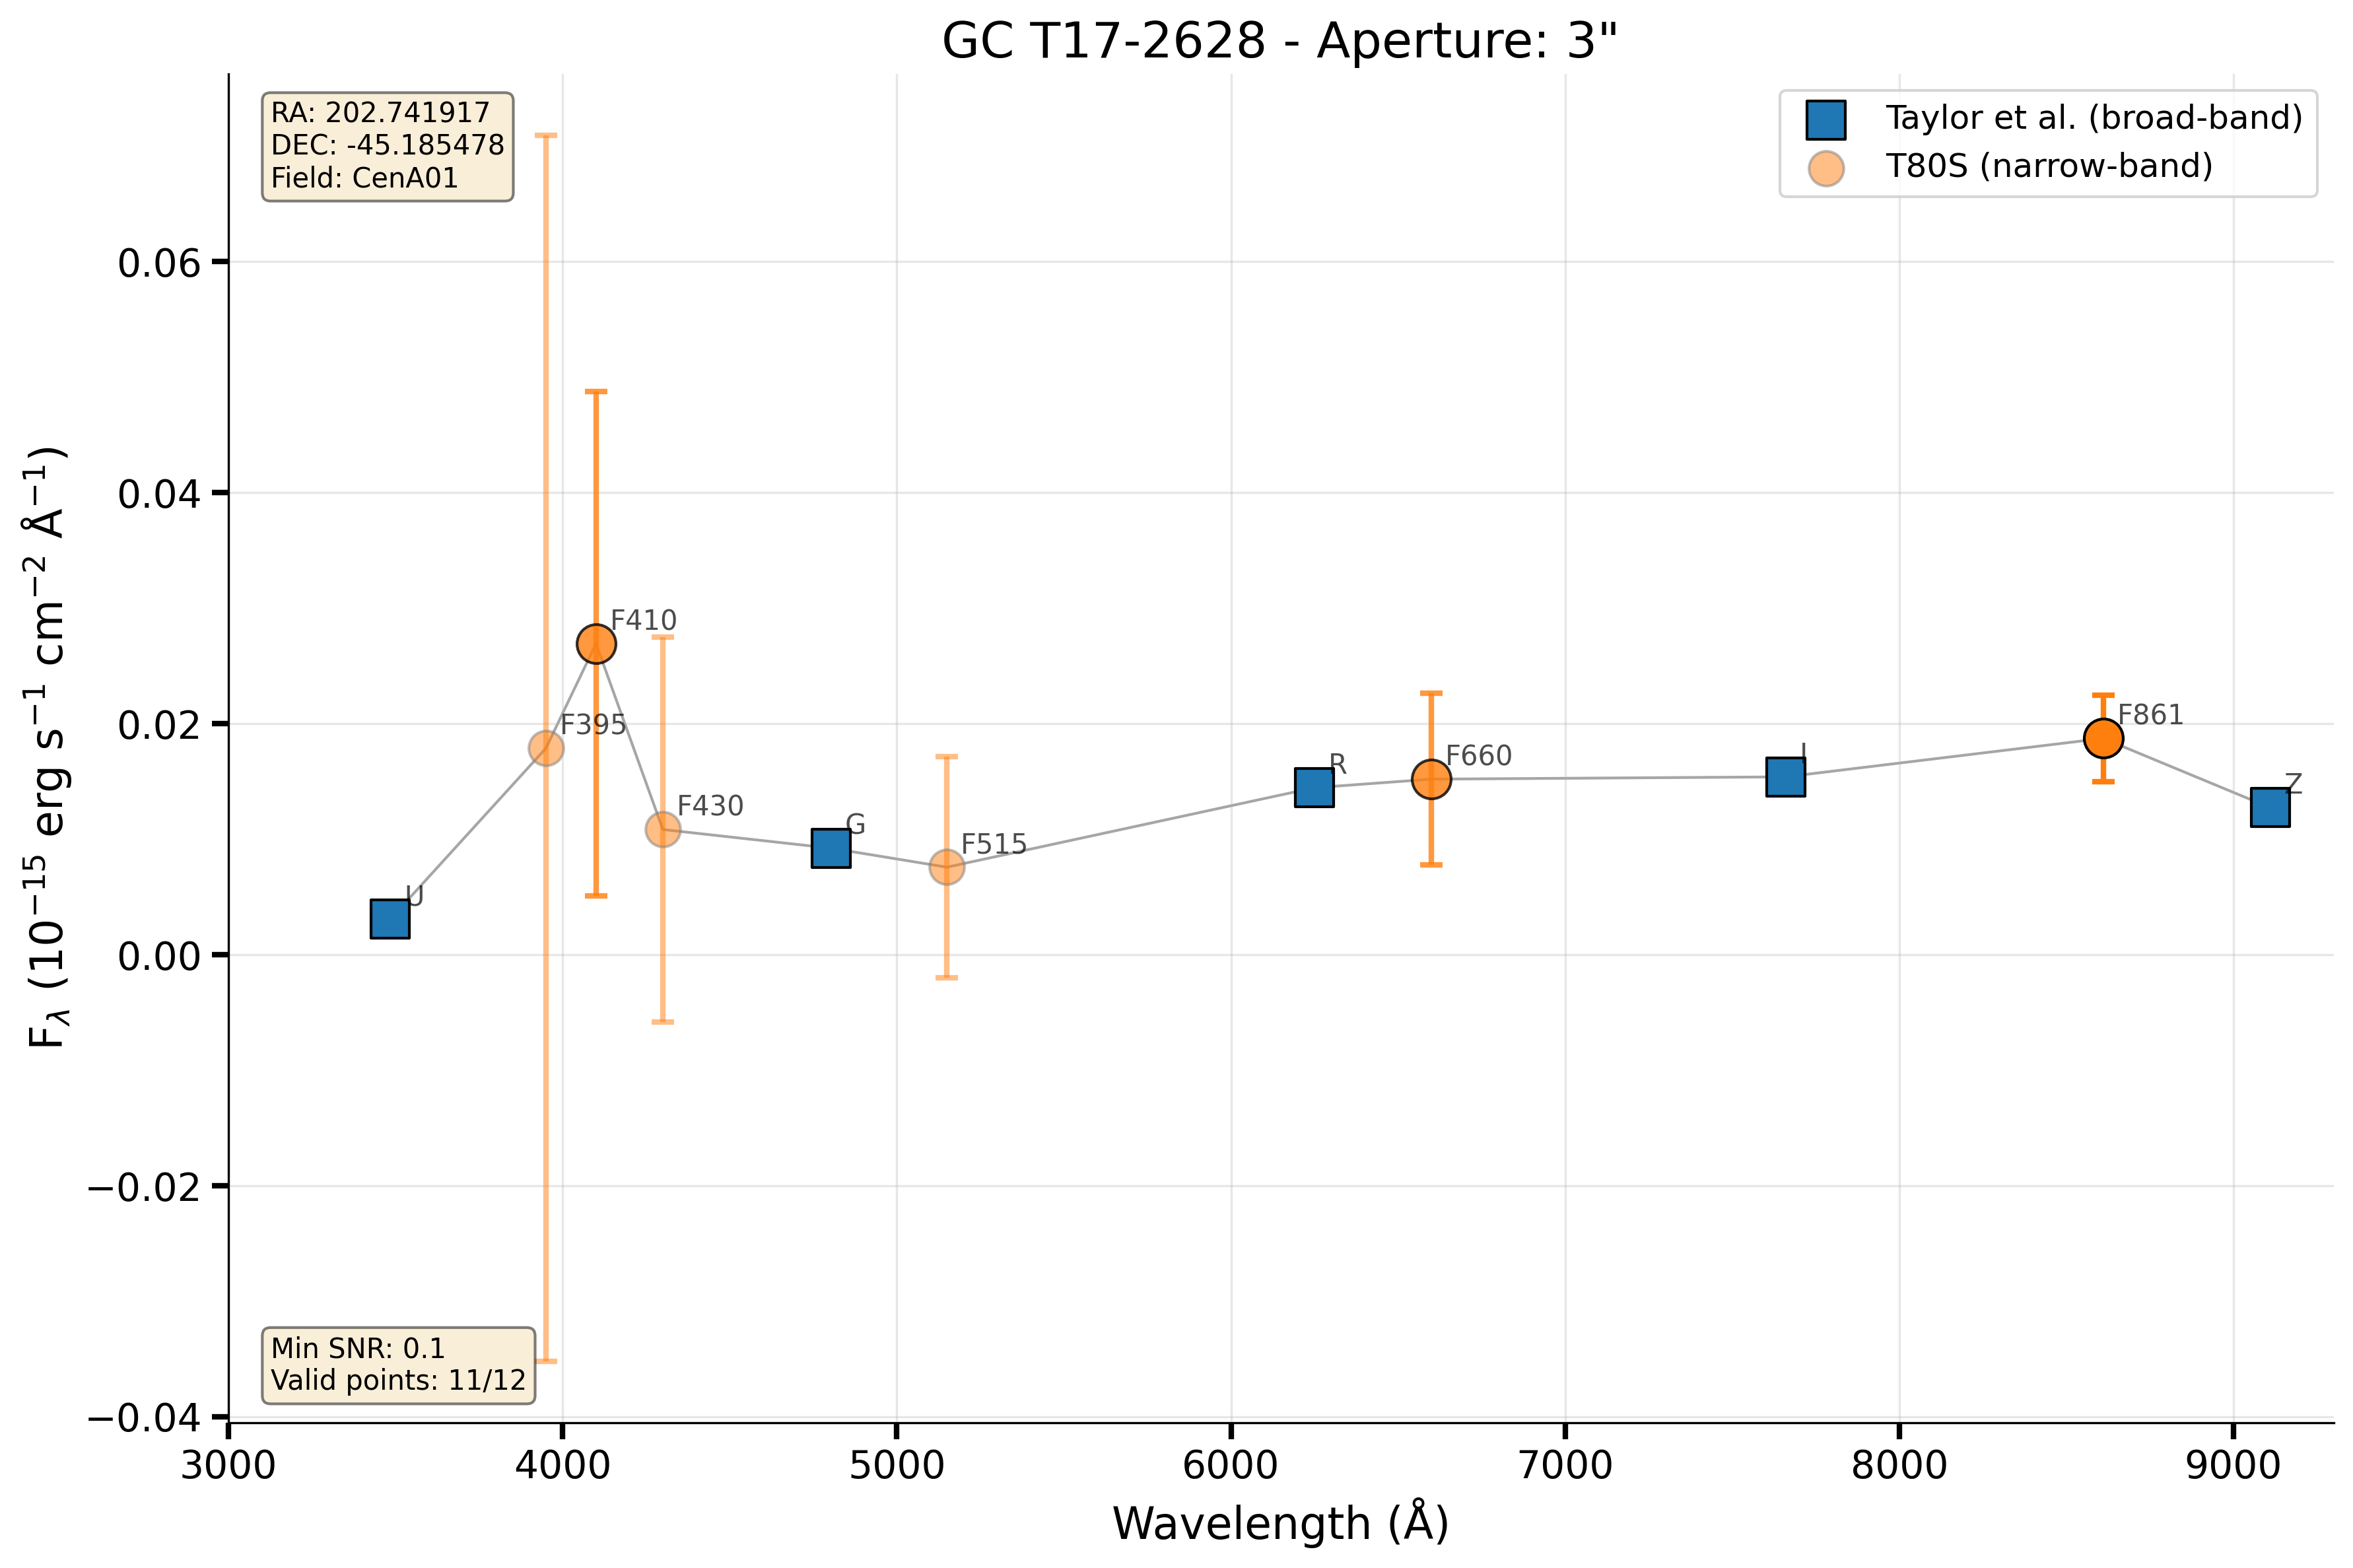 GC T17-2628 - Aperture: 3"
RA: 202.741917
DEC: -45.185478
Field: CenA01
Taylor et al. (broad-band)
T80S (narrow-band)
F_λ (10⁻¹⁵ erg s⁻¹ cm⁻² Å⁻¹)
0.06
0.04
0.02
0.00
−0.02
−0.04
U
F395
F410
F430
G
F515
R
F660
I
F861
Z
Min SNR: 0.1
Valid points: 11/12
3000
4000
5000
6000
7000
8000
9000
Wavelength (Å)